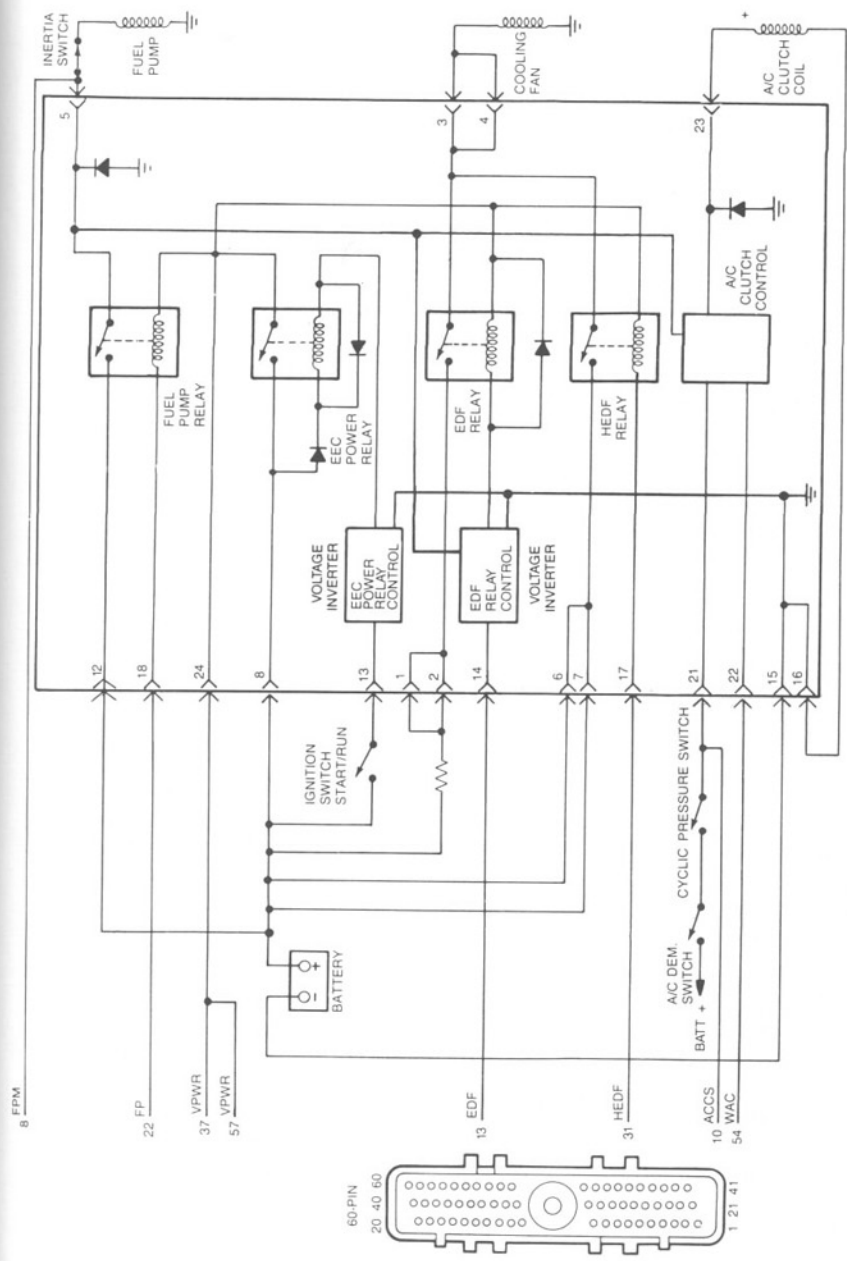 INERTIA
SWITCH
FUEL
PUMP
COOLING
FAN
+
A/C
CLUTCH
COIL
5
3
4
23
FUEL
PUMP
RELAY
EEC
POWER
RELAY
EDF
RELAY
HEDF
RELAY
A/C
CLUTCH
CONTROL
VOLTAGE
INVERTER
EEC
POWER
RELAY
CONTROL
EDF
RELAY
CONTROL
VOLTAGE
INVERTER
12
18
24
8
13
1
2
14
6
7
17
21
22
15
16
IGNITION
SWITCH
START/RUN
CYCLIC PRESSURE SWITCH
A/C DEM.
SWITCH
BATT +
- +
BATTERY
8 FPM
22 FP
37 VPWR
57 VPWR
13 EDF
31 HEDF
10 ACCS
54 WAC
60-PIN
20 40 60
1 21 41